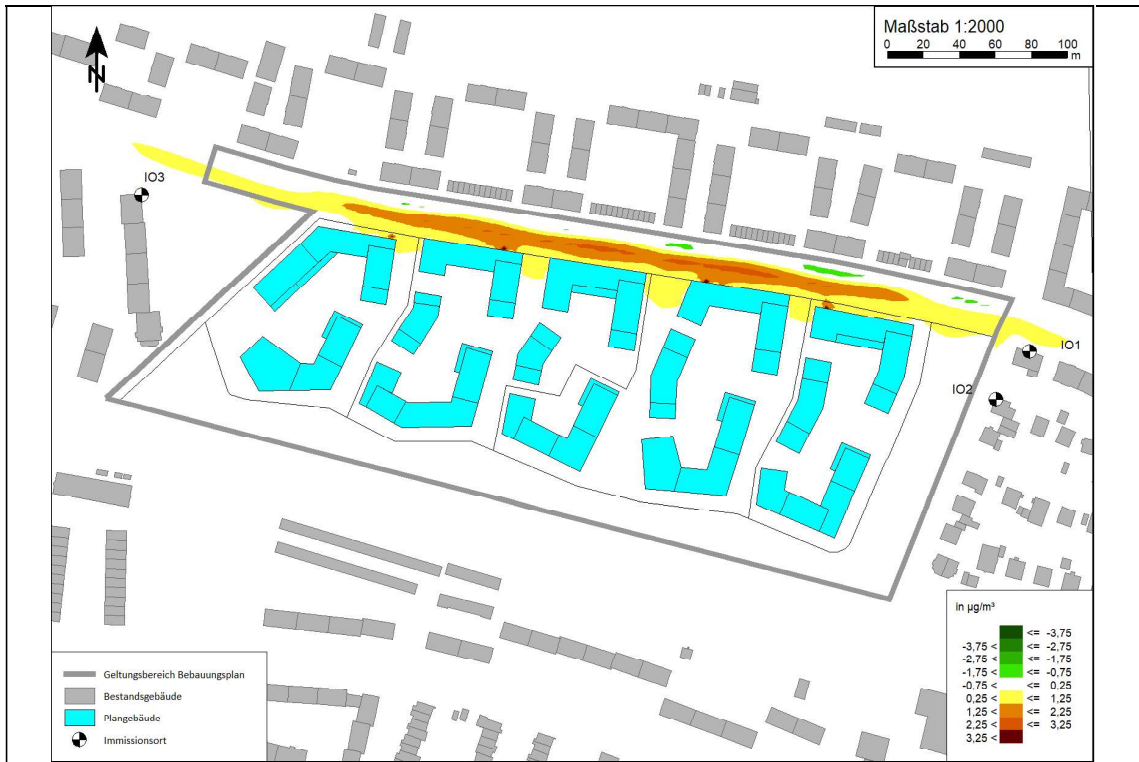 Maßstab 1:2000
0 20 40 60 80 100
m
N
IO3
IO1
IO2
in µg/m³
<= -3,75
-3,75 < <= -2,75
-2,75 < <= -1,75
-1,75 < <= -0,75
-0,75 < <= 0,25
0,25 < <= 1,25
1,25 < <= 2,25
2,25 < <= 3,25
3,25 <
Geltungsbereich Bebauungsplan
Bestandsgebäude
Plangebäude
Immissionsort